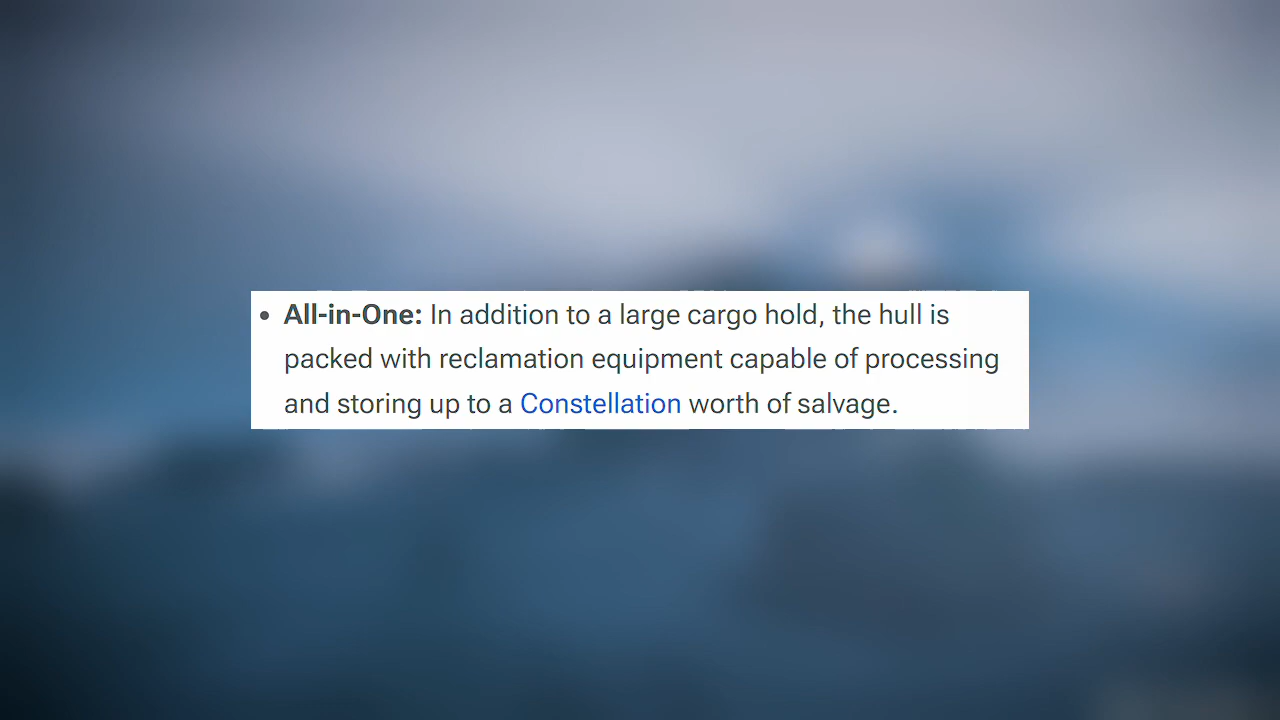 • All-in-One: In addition to a large cargo hold, the hull is
packed with reclamation equipment capable of processing
and storing up to a Constellation worth of salvage.